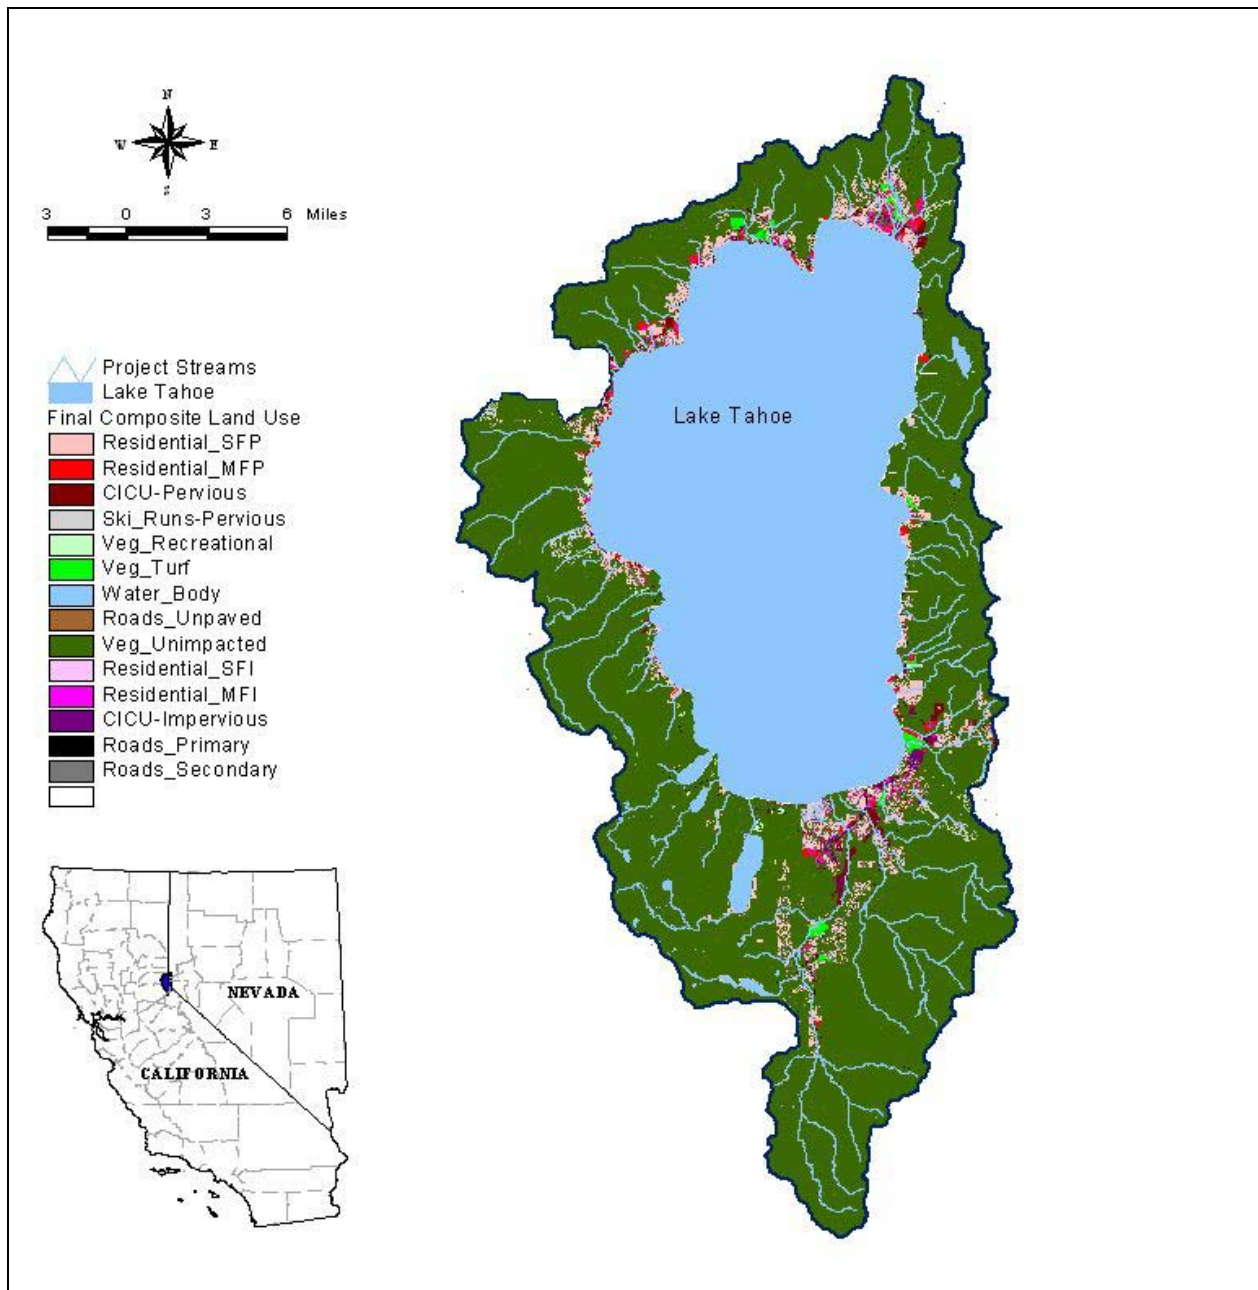 N
W E
S
3 0 3 6 Miles
Project Streams
Lake Tahoe
Final Composite Land Use
Residential_SFP
Residential_MFP
CICU-Pervious
Ski_Runs-Pervious
Veg_Recreational
Veg_Turf
Water_Body
Roads_Unpaved
Veg_Unimpacted
Residential_SFI
Residential_MFI
CICU-Impervious
Roads_Primary
Roads_Secondary
Lake Tahoe
NEVADA
CALIFORNIA